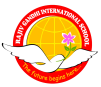 RAJIV GANDHI INTERNATIONAL SCHOOL
The future begins here...